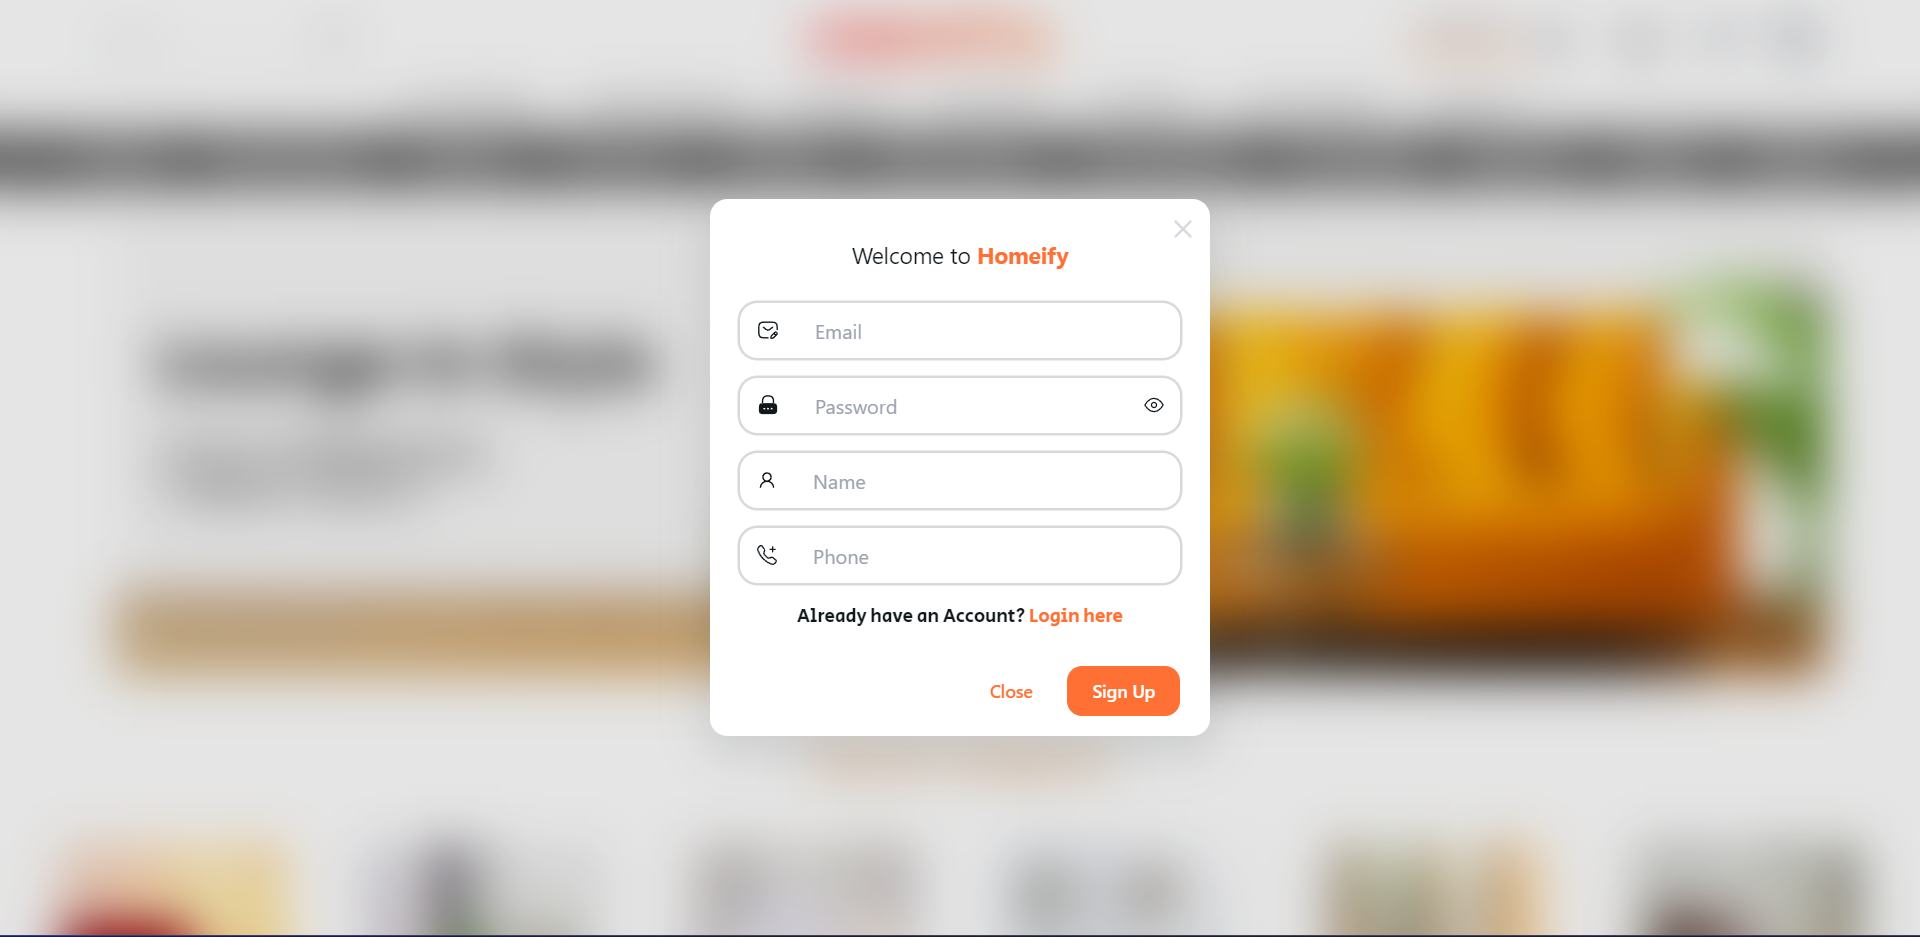 Welcome to Homeify
Email
Password
Name
Phone
Already have an Account? Login here
Close
Sign Up